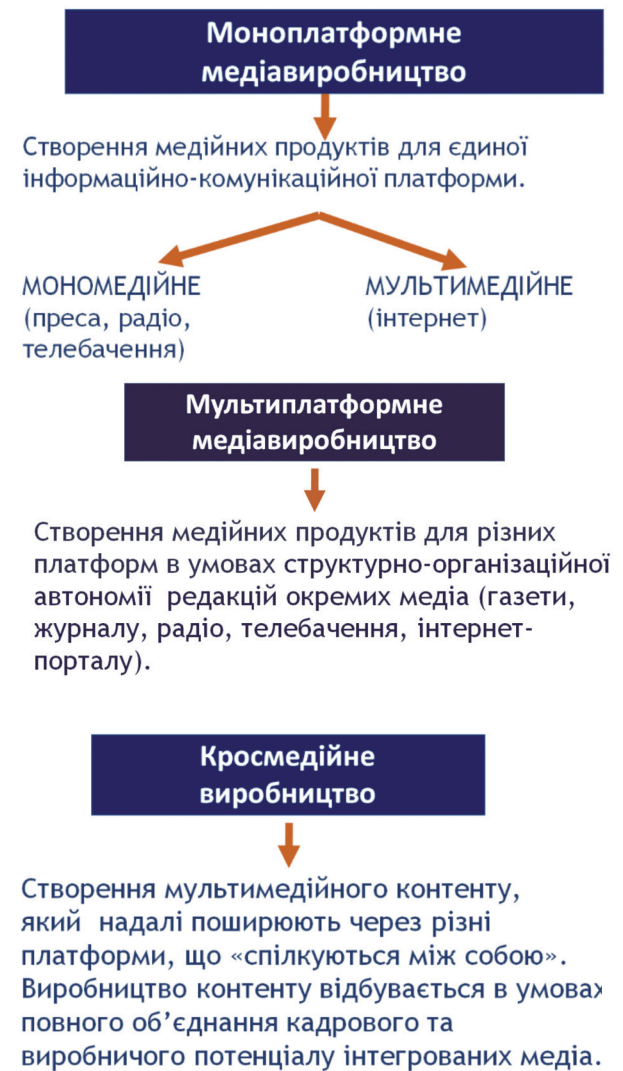 Моноплатформне
медіавиробництво
Створення медійних продуктів для єдиної
інформаційно-комунікаційної платформи.
МОНОМЕДІЙНЕ
(преса, радіо,
телебачення)
МУЛЬТИМЕДІЙНЕ
(інтернет)
Мультиплатформне
медіавиробництво
Створення медійних продуктів для різних
платформ в умовах структурно-організаційної
автономії редакцій окремих медіа (газети,
журналу, радіо, телебачення, інтернет-
порталу).
Кросмедійне
виробництво
Створення мультимедійного контенту,
який надалі поширюють через різні
платформи, що «спілкуються між собою».
Виробництво контенту відбувається в умовах
повного об’єднання кадрового та
виробничого потенціалу інтегрованих медіа.